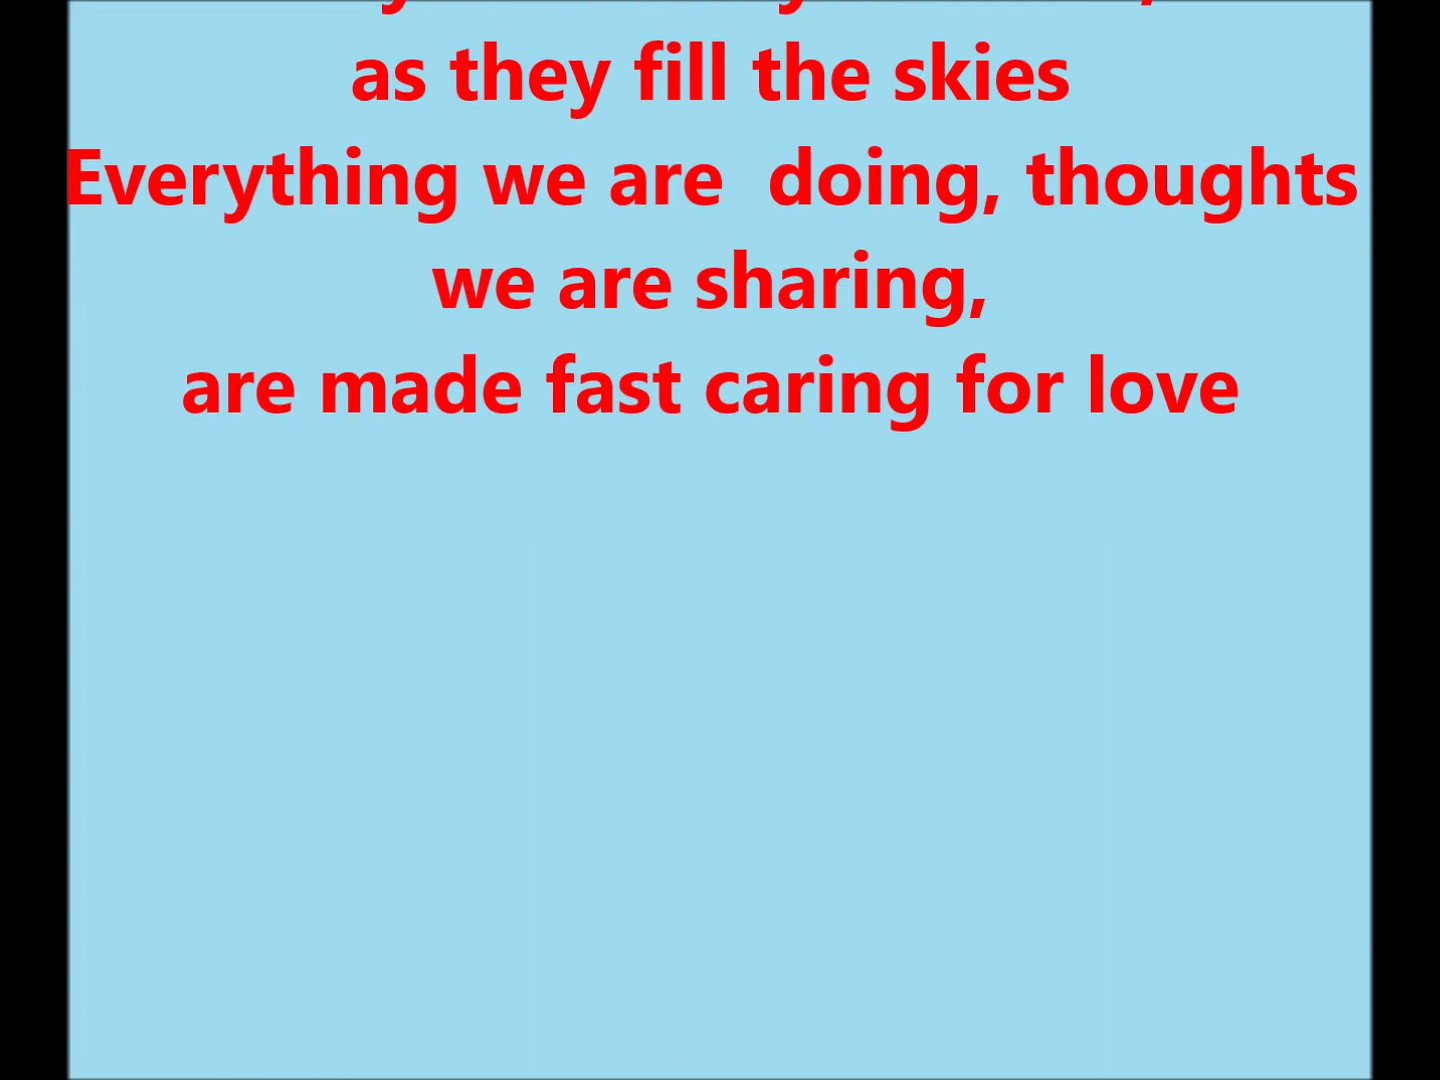 as they fill the skies
Everything we are  doing, thoughts
we are sharing,
are made fast caring for love